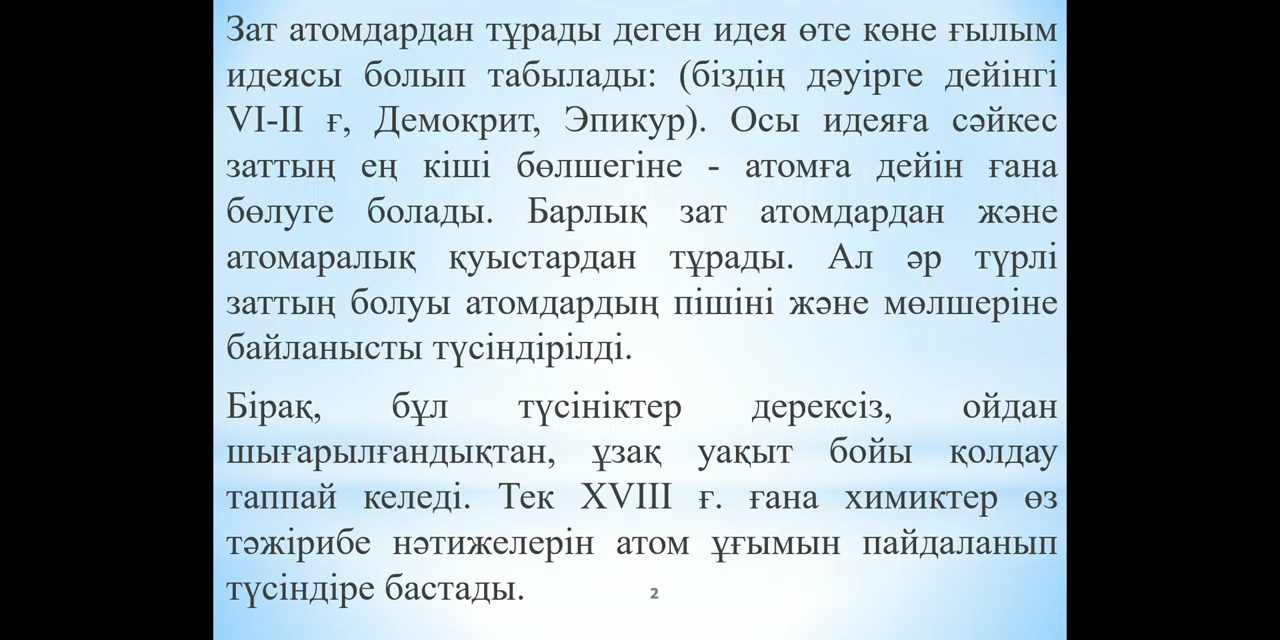 Зат атомдардан тұрады деген идея өте көне ғылым
идеясы болып табылады: (біздің дәуірге дейінгі
VI-II ғ, Демокрит, Эпикур). Осы идеяға сәйкес
заттың ең кіші бөлшегіне - атомға дейін ғана
бөлуге болады. Барлық зат атомдардан және
атомаралық қуыстардан тұрады. Ал әр түрлі
заттың болуы атомдардың пішіні және мөлшеріне
байланысты түсіндірілді.
Бірақ, бұл түсініктер дерексіз, ойдан
шығарылғандықтан, ұзақ уақыт бойы қолдау
таппай келеді. Тек XVIII ғ. ғана химиктер өз
тәжірибе нәтижелерін атом ұғымын пайдаланып
түсіндіре бастады.
2